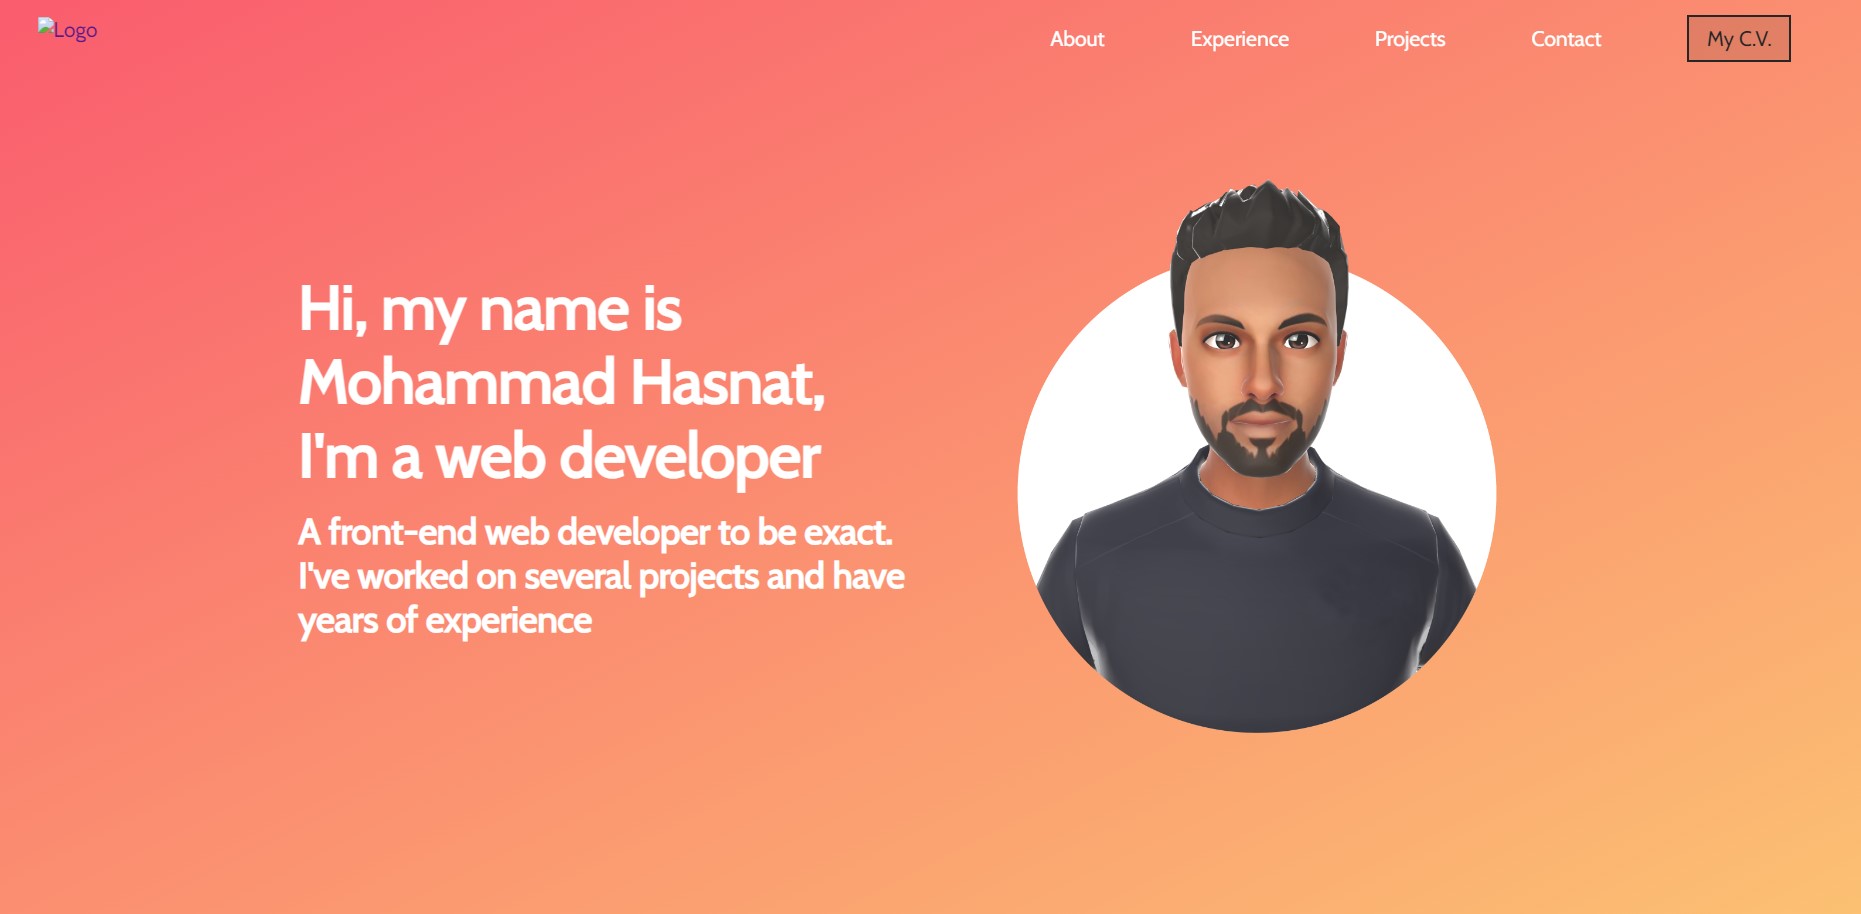 Logo
About
Experience
Projects
Contact
My C.V.
Hi, my name is
Mohammad Hasnat,
I'm a web developer
A front-end web developer to be exact.
I've worked on several projects and have
years of experience